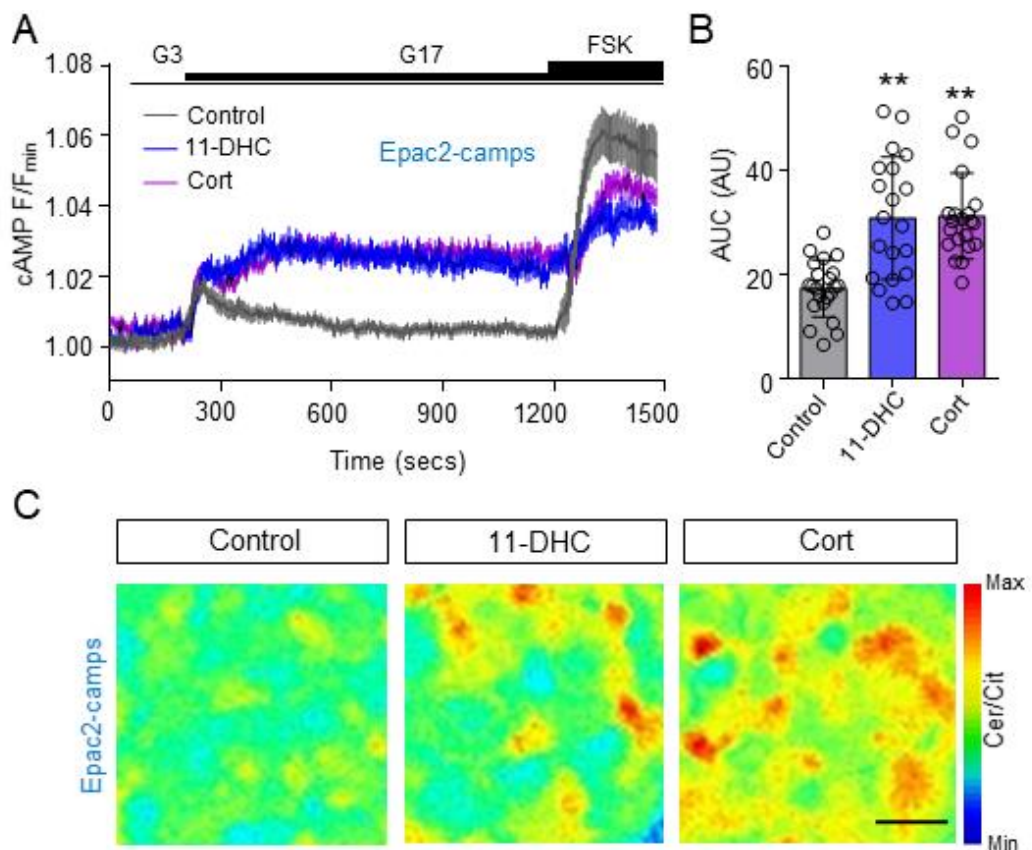 A
G3
G17
FSK
1.08
1.06
1.04
1.02
1.00
cAMP F/Fmin
Control
11-DHC
Cort
Epac2-camps
0
300
600
900
1200
1500
Time (secs)
B
60
40
20
0
AUC (AU)
**
**
Control
11-DHC
Cort
C
Control
11-DHC
Cort
Epac2-camps
Max
Cer/Cit
Min